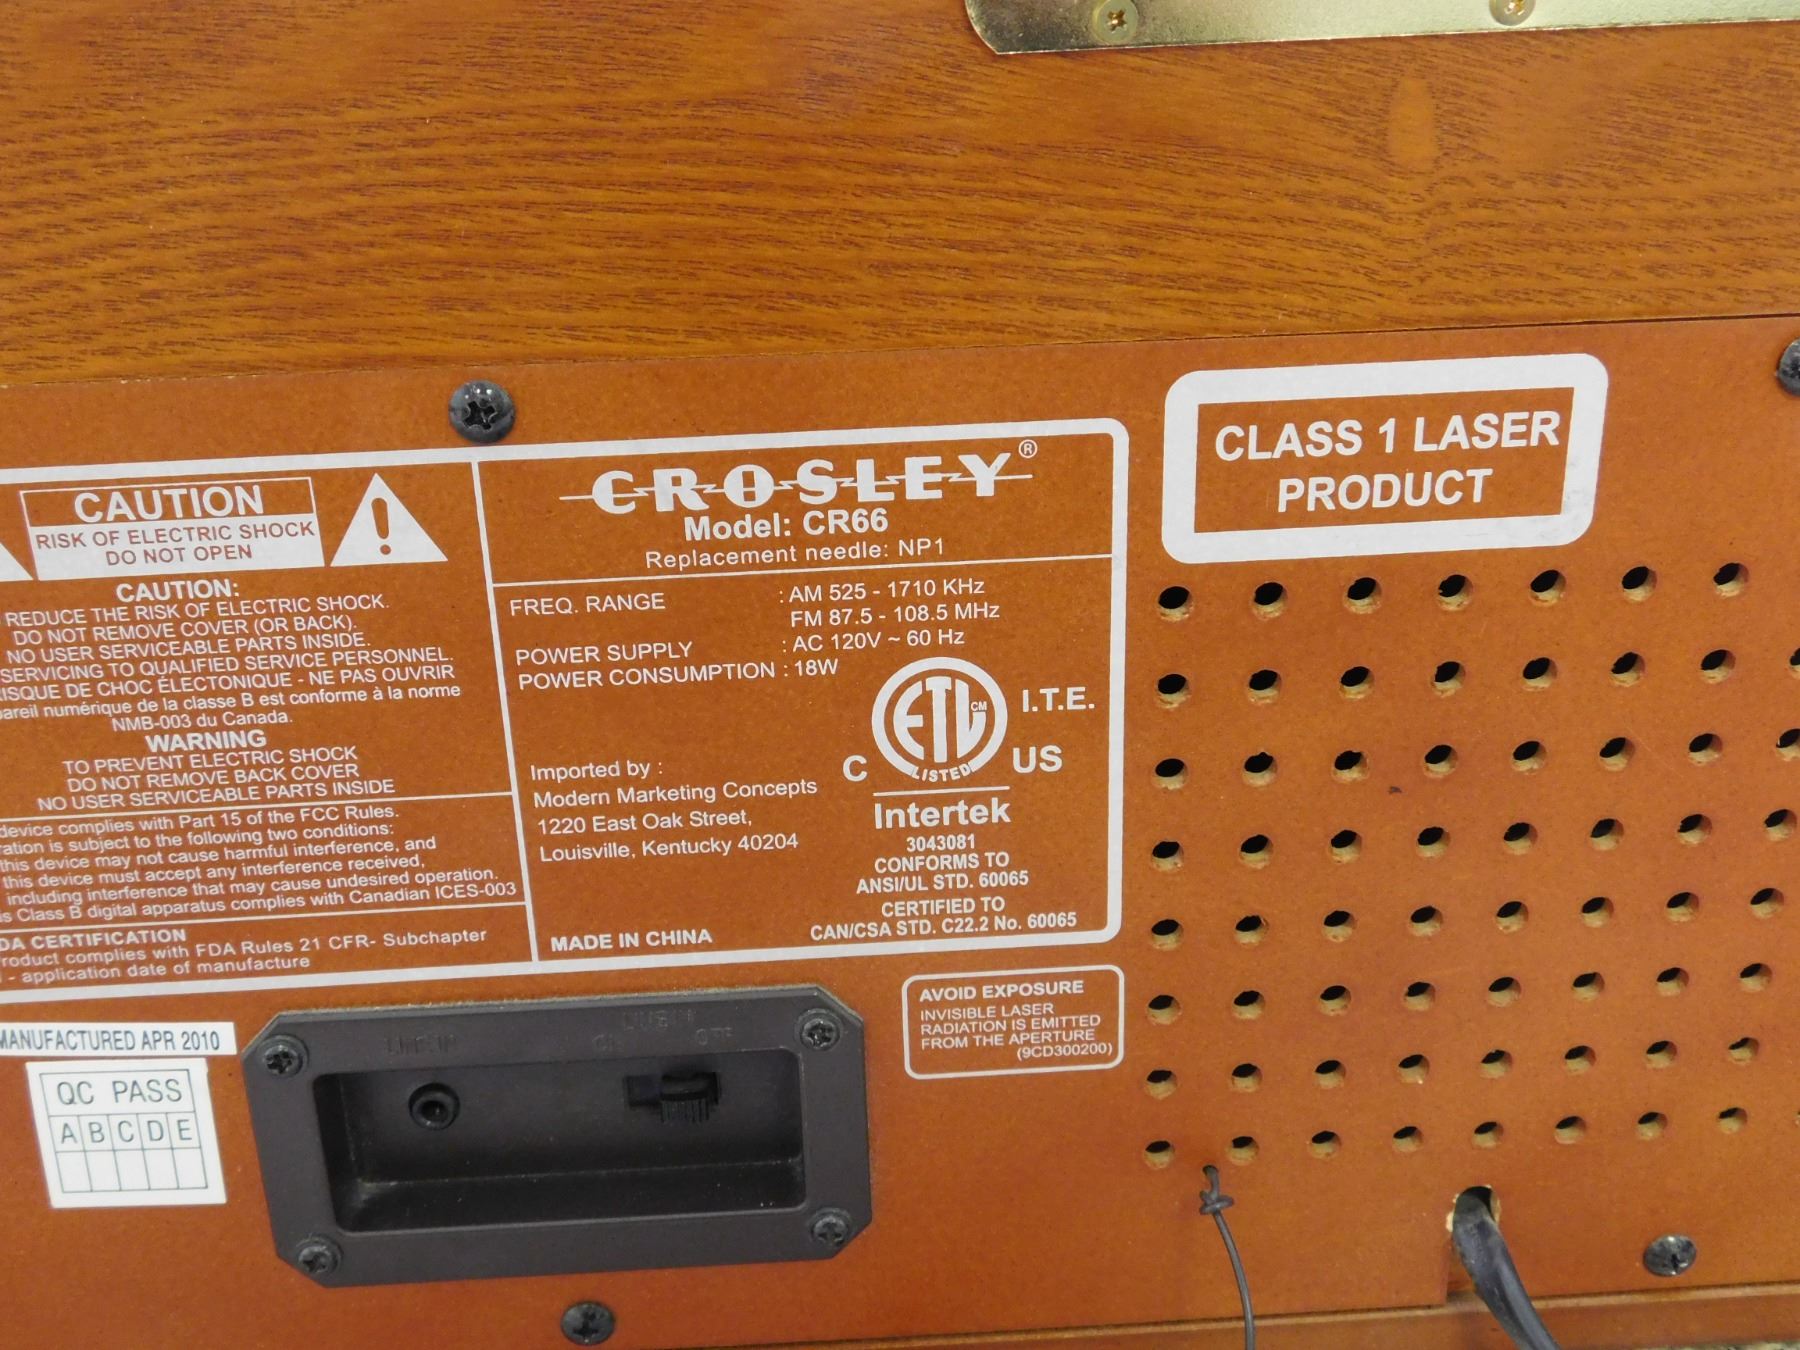 CAUTION
RISK OF ELECTRIC SHOCK
DO NOT OPEN
CAUTION:
REDUCE THE RISK OF ELECTRIC SHOCK.
DO NOT REMOVE COVER (OR BACK).
NO USER SERVICEABLE PARTS INSIDE.
SERVICING TO QUALIFIED SERVICE PERSONNEL.
DE CHOC ÉLECTONIQUE - NE PAS OUVRIR
numérique de la classe B est conforme à la norme
NMB-003 du Canada.
WARNING
TO PREVENT ELECTRIC SHOCK
DO NOT REMOVE BACK COVER
NO USER SERVICEABLE PARTS INSIDE
device complies with Part 15 of the FCC Rules.
is subject to the following two conditions:
this device may not cause harmful interference, and
this device must accept any interference received,
including interference that may cause undesired operation.
Class B digital apparatus complies with Canadian ICES-003
CERTIFICATION
complies with FDA Rules 21 CFR- Subchapter
- application date of manufacture
CROSLEY®
Model: CR66
Replacement needle: NP1
FREQ. RANGE : AM 525 - 1710 KHz
FM 87.5 - 108.5 MHz
POWER SUPPLY : AC 120V ~ 60 Hz
POWER CONSUMPTION : 18W
Imported by :
Modern Marketing Concepts
1220 East Oak Street,
Louisville, Kentucky 40204
MADE IN CHINA
ETL CM
LISTED
I.T.E.
C US
Intertek
3043081
CONFORMS TO
ANSI/UL STD. 60065
CERTIFIED TO
CAN/CSA STD. C22.2 No. 60065
CLASS 1 LASER
PRODUCT
AVOID EXPOSURE
INVISIBLE LASER
RADIATION IS EMITTED
FROM THE APERTURE
(9CD300200)
MANUFACTURED APR 2010
QC PASS
A B C D E
OFF